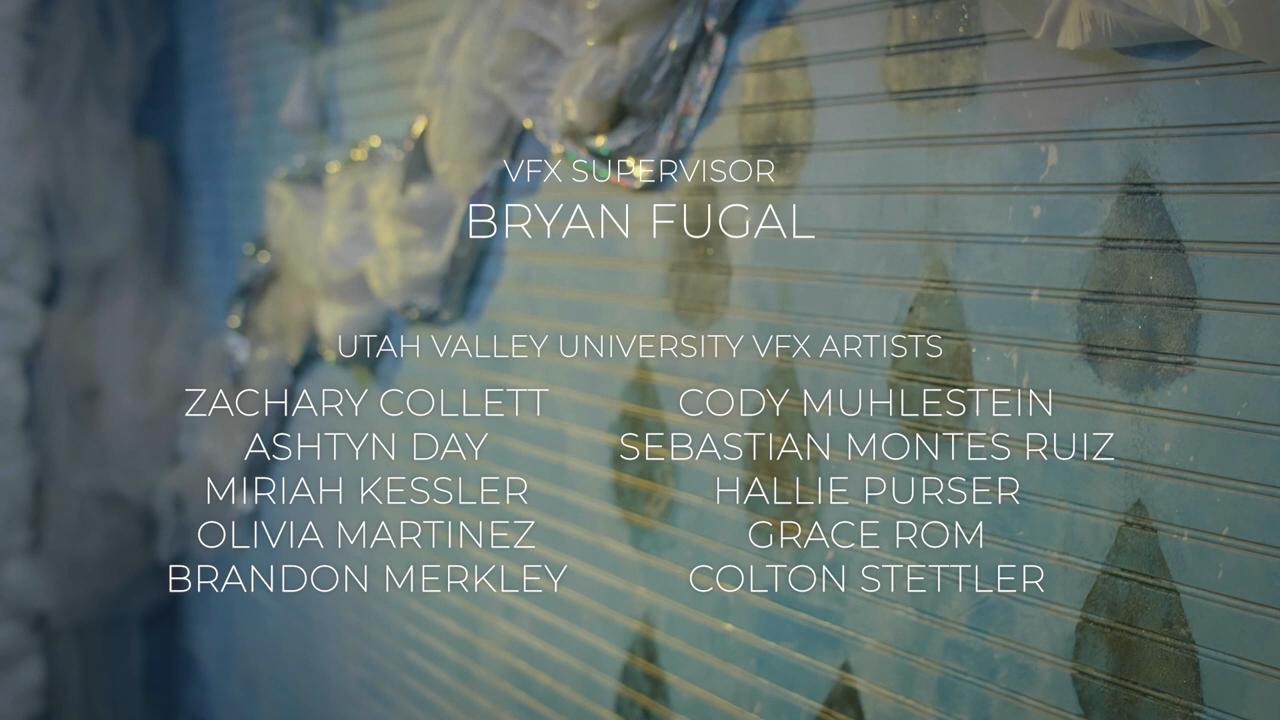 VFX SUPERVISOR
BRYAN FUGAL
UTAH VALLEY UNIVERSITY VFX ARTISTS
ZACHARY COLLETT
ASHTYN DAY
MIRIAH KESSLER
OLIVIA MARTINEZ
BRANDON MERKLEY
CODY MUHLESTEIN
SEBASTIAN MONTES RUIZ
HALLIE PURSER
GRACE ROM
COLTON STETTLER